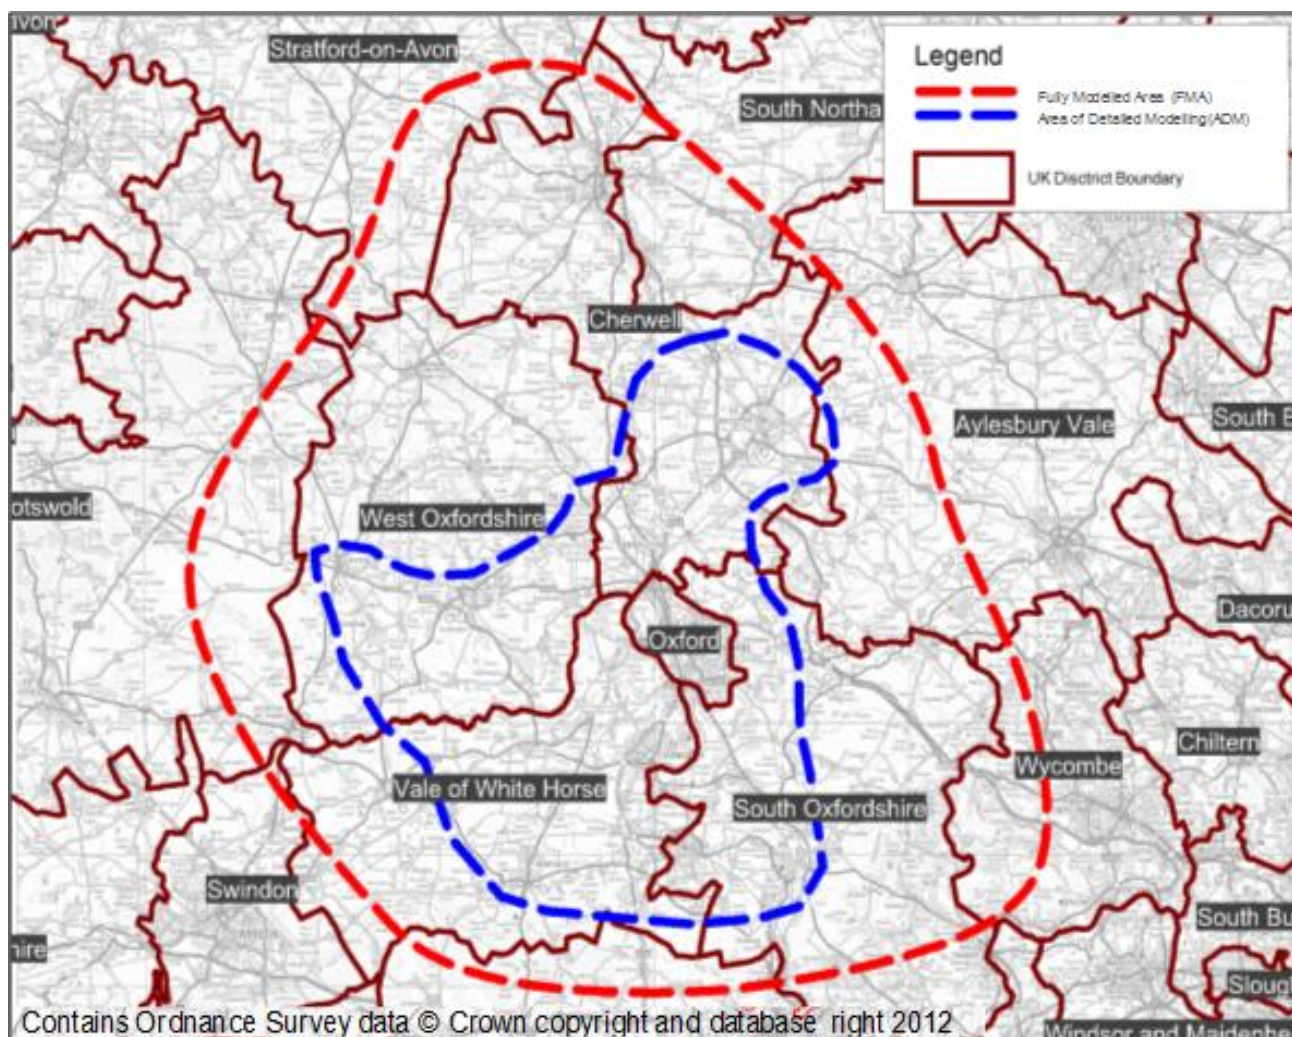 avon
Stratford-on-Avon
Legend
Fully Modelled Area (FMA)
Area of Detailed Modelling(ADM)
South Northa
UK Disctrict Boundary
Cherwell
Aylesbury Vale
South B
otswold
West Oxfordshire
Dacoru
Oxford
Chiltern
Wycombe
Vale of White Horse
South Oxfordshire
Swindon
South Bu
hire
Sloug
Contains Ordnance Survey data © Crown copyright and database right 2012
Windsor and Maidenhe